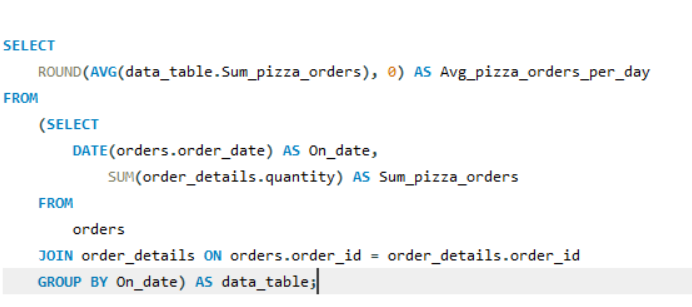 SELECT
ROUND(AVG(data_table.Sum_pizza_orders), 0) AS Avg_pizza_orders_per_day
FROM
(SELECT
DATE(orders.order_date) AS On_date,
SUM(order_details.quantity) AS Sum_pizza_orders
FROM
orders
JOIN order_details ON orders.order_id = order_details.order_id
GROUP BY On_date) AS data_table;